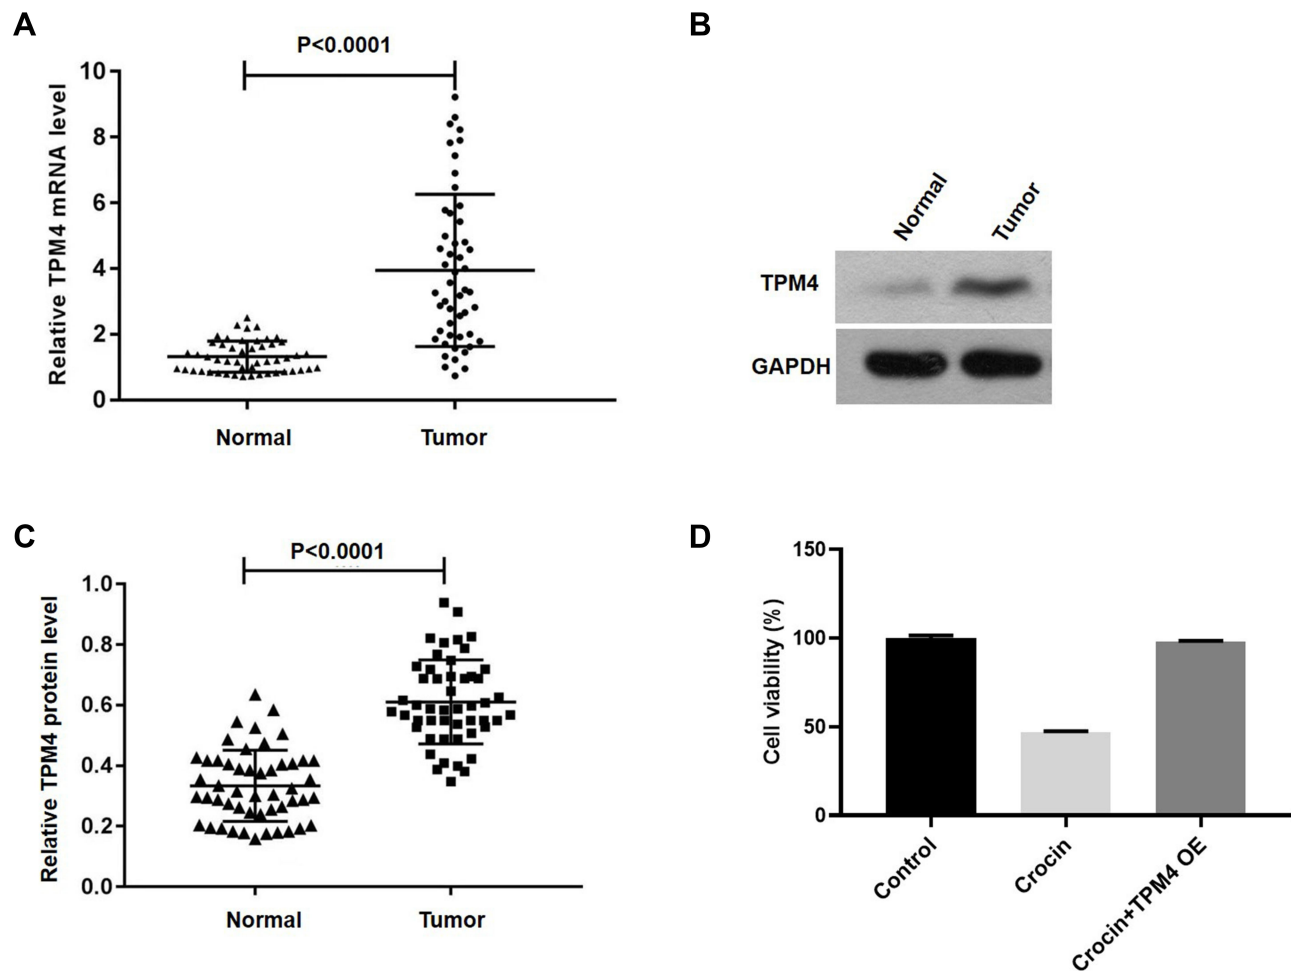 A
P<0.0001
Relative TPM4 mRNA level
10
8
6
4
2
0
Normal
Tumor
B
Normal
Tumor
TPM4
GAPDH
C
P<0.0001
Relative TPM4 protein level
1.0
0.8
0.6
0.4
0.2
0.0
Normal
Tumor
D
Cell viability (%)
150
100
50
0
Control
Crocin
Crocin+TPM4 OE